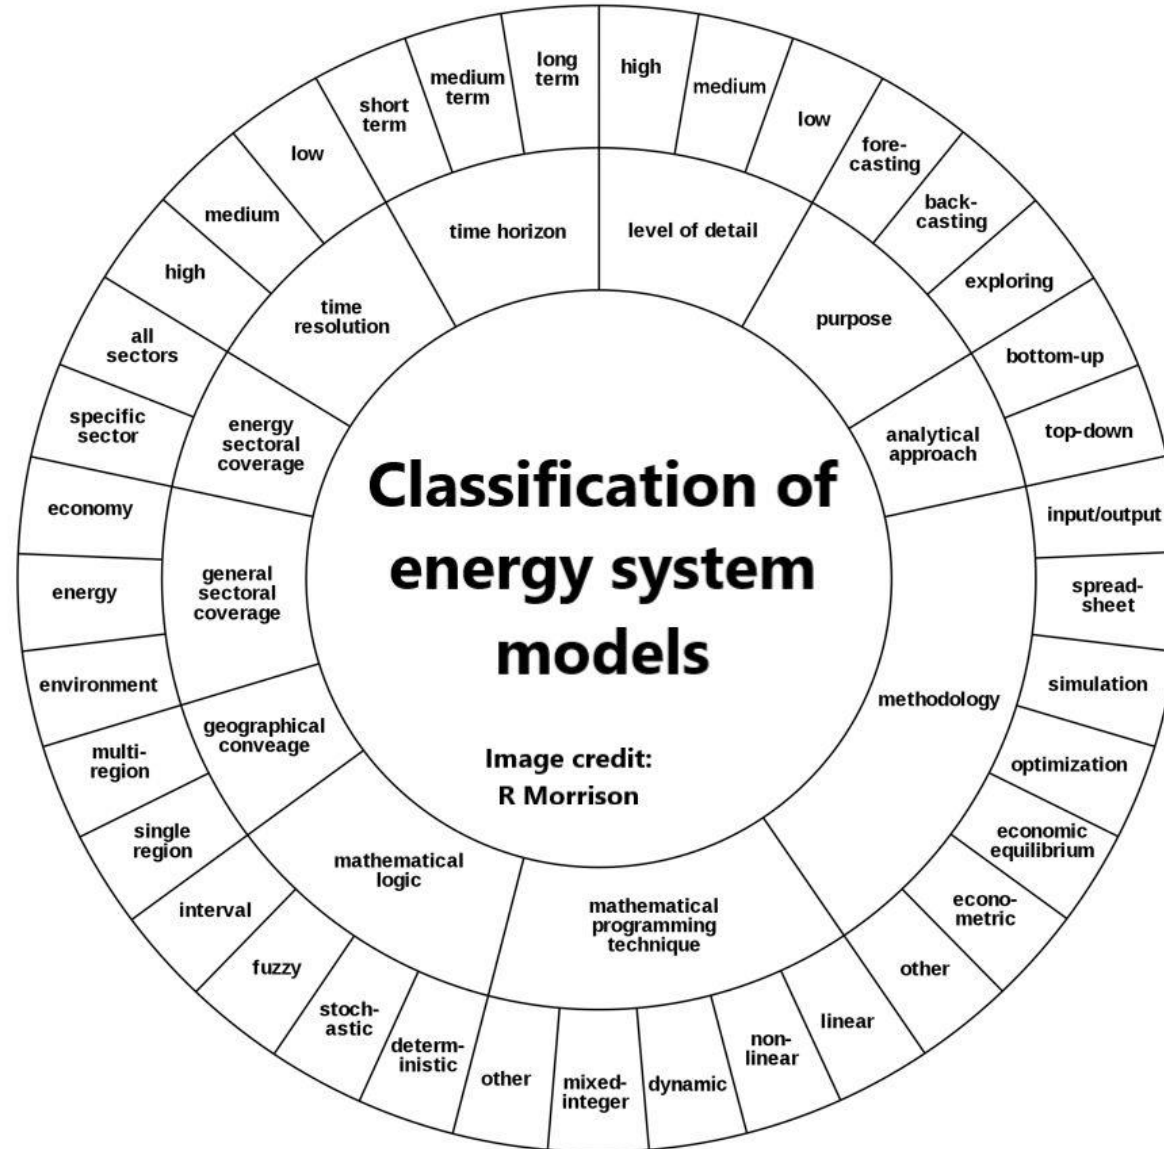 long
term
high
medium
low
fore-
casting
back-
casting
exploring
bottom-up
top-down
input/output
spread-
sheet
simulation
optimization
economic
equilibrium
econo-
metric
other
linear
non-
linear
dynamic
mixed-
integer
other
determ-
inistic
stoch-
astic
fuzzy
interval
single
region
multi-
region
environment
energy
economy
specific
sector
all
sectors
high
medium
low
short
term
medium
term
time horizon
level of detail
purpose
analytical
approach
methodology
mathematical
programming
technique
mathematical
logic
geographical
conveage
general
sectoral
coverage
energy
sectoral
coverage
time
resolution
Classification of
energy system
models
Image credit:
R Morrison